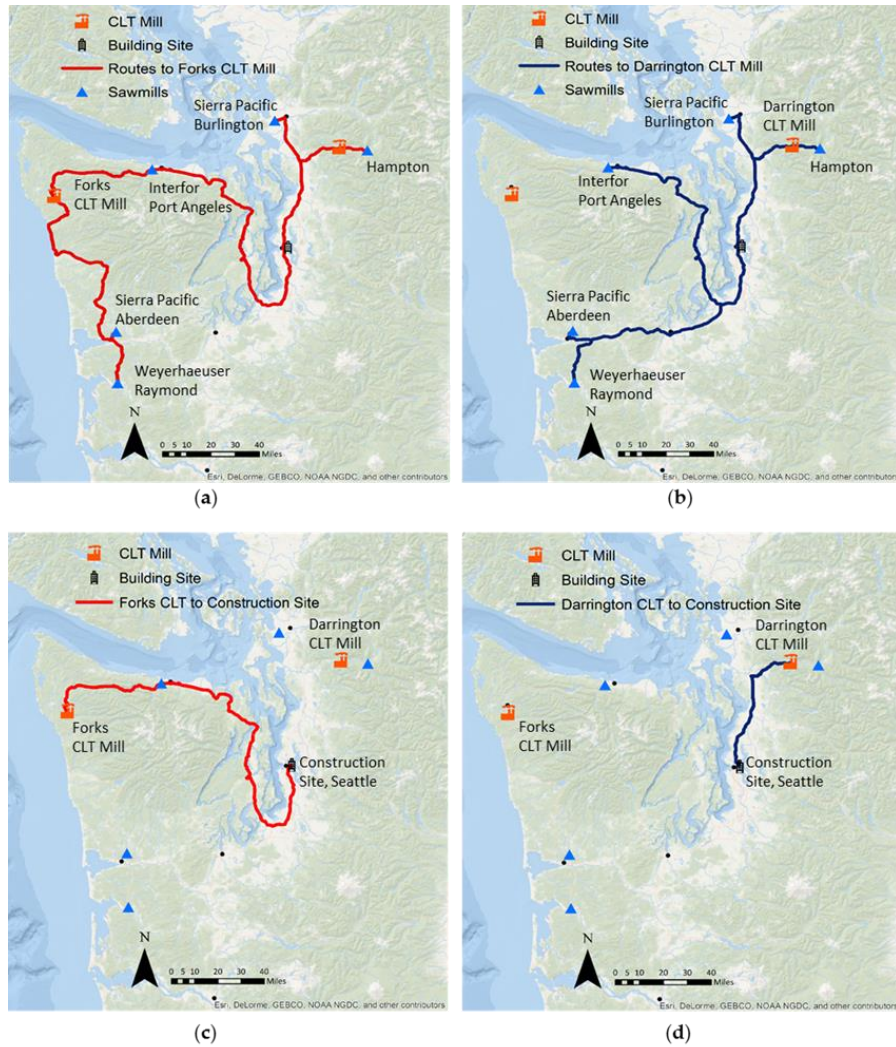 CLT Mill
Building Site
Routes to Forks CLT Mill
Sawmills
Sierra Pacific
Burlington
Hampton
Forks
CLT Mill
Interfor
Port Angeles
Sierra Pacific
Aberdeen
Weyerhaeuser
Raymond
N
0 5 10 20 30 40
Miles
Esri, DeLorme, GEBCO, NOAA NGDC, and other contributors
(a)
CLT Mill
Building Site
Routes to Darrington CLT Mill
Sawmills
Sierra Pacific
Burlington
Darrington
CLT Mill
Hampton
Interfor
Port Angeles
Forks
CLT Mill
Sierra Pacific
Aberdeen
Weyerhaeuser
Raymond
N
0 5 10 20 30 40
Miles
Esri, DeLorme, GEBCO, NOAA NGDC, and other contributors
(b)
CLT Mill
Building Site
Forks CLT to Construction Site
Darrington
CLT Mill
Forks
CLT Mill
Construction
Site, Seattle
N
0 5 10 20 30 40
Miles
Esri, DeLorme, GEBCO, NOAA NGDC, and other contributors
(c)
CLT Mill
Building Site
Darrington CLT to Construction Site
Darrington
CLT Mill
Forks
CLT Mill
Construction
Site, Seattle
N
0 5 10 20 30 40
Miles
Esri, DeLorme, GEBCO, NOAA NGDC, and other contributors
(d)